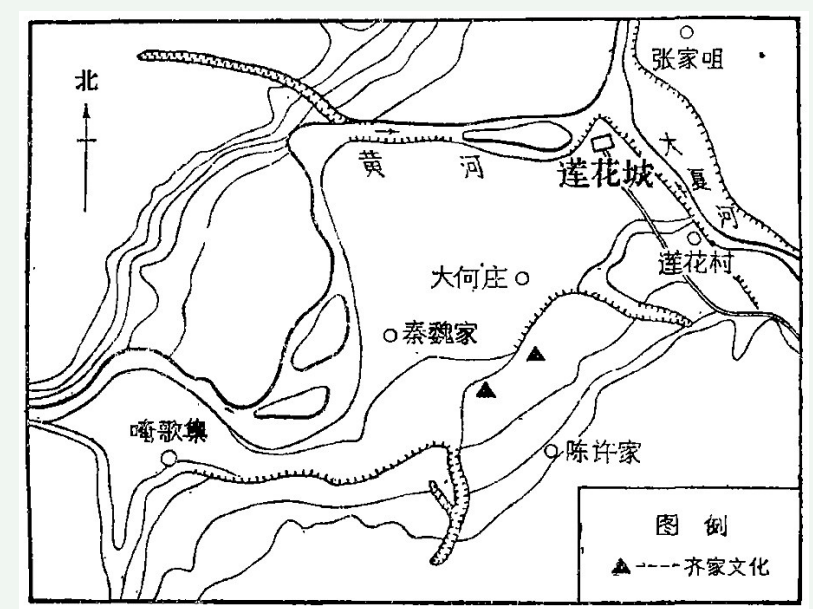 张家咀
北
黄河
莲花城
大夏河
莲花村
大何庄
秦魏家
唵歌集
陈许家
图例
齐家文化